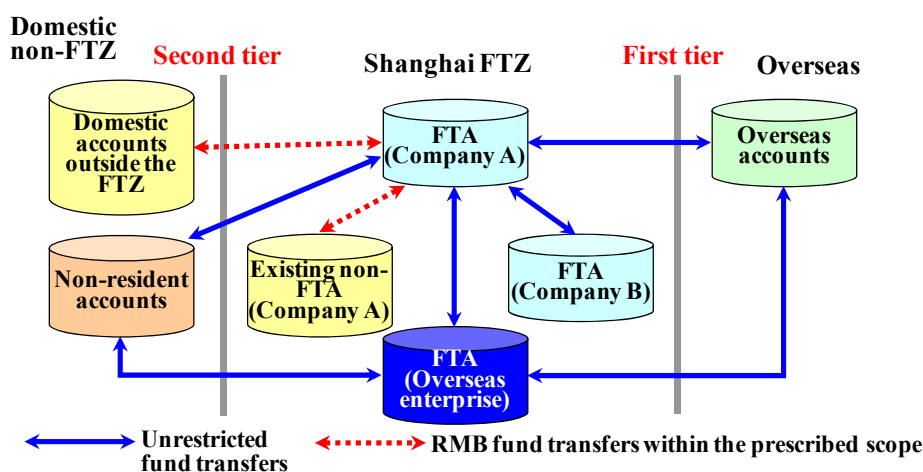 Domestic
non-FTZ
Second tier
Shanghai FTZ
First tier
Overseas
Domestic
accounts
outside the
FTZ
FTA
(Company A)
Overseas
accounts
Non-resident
accounts
Existing non-
FTA
(Company A)
FTA
(Company B)
FTA
(Overseas
enterprise)
Unrestricted
fund transfers
RMB fund transfers within the prescribed scope